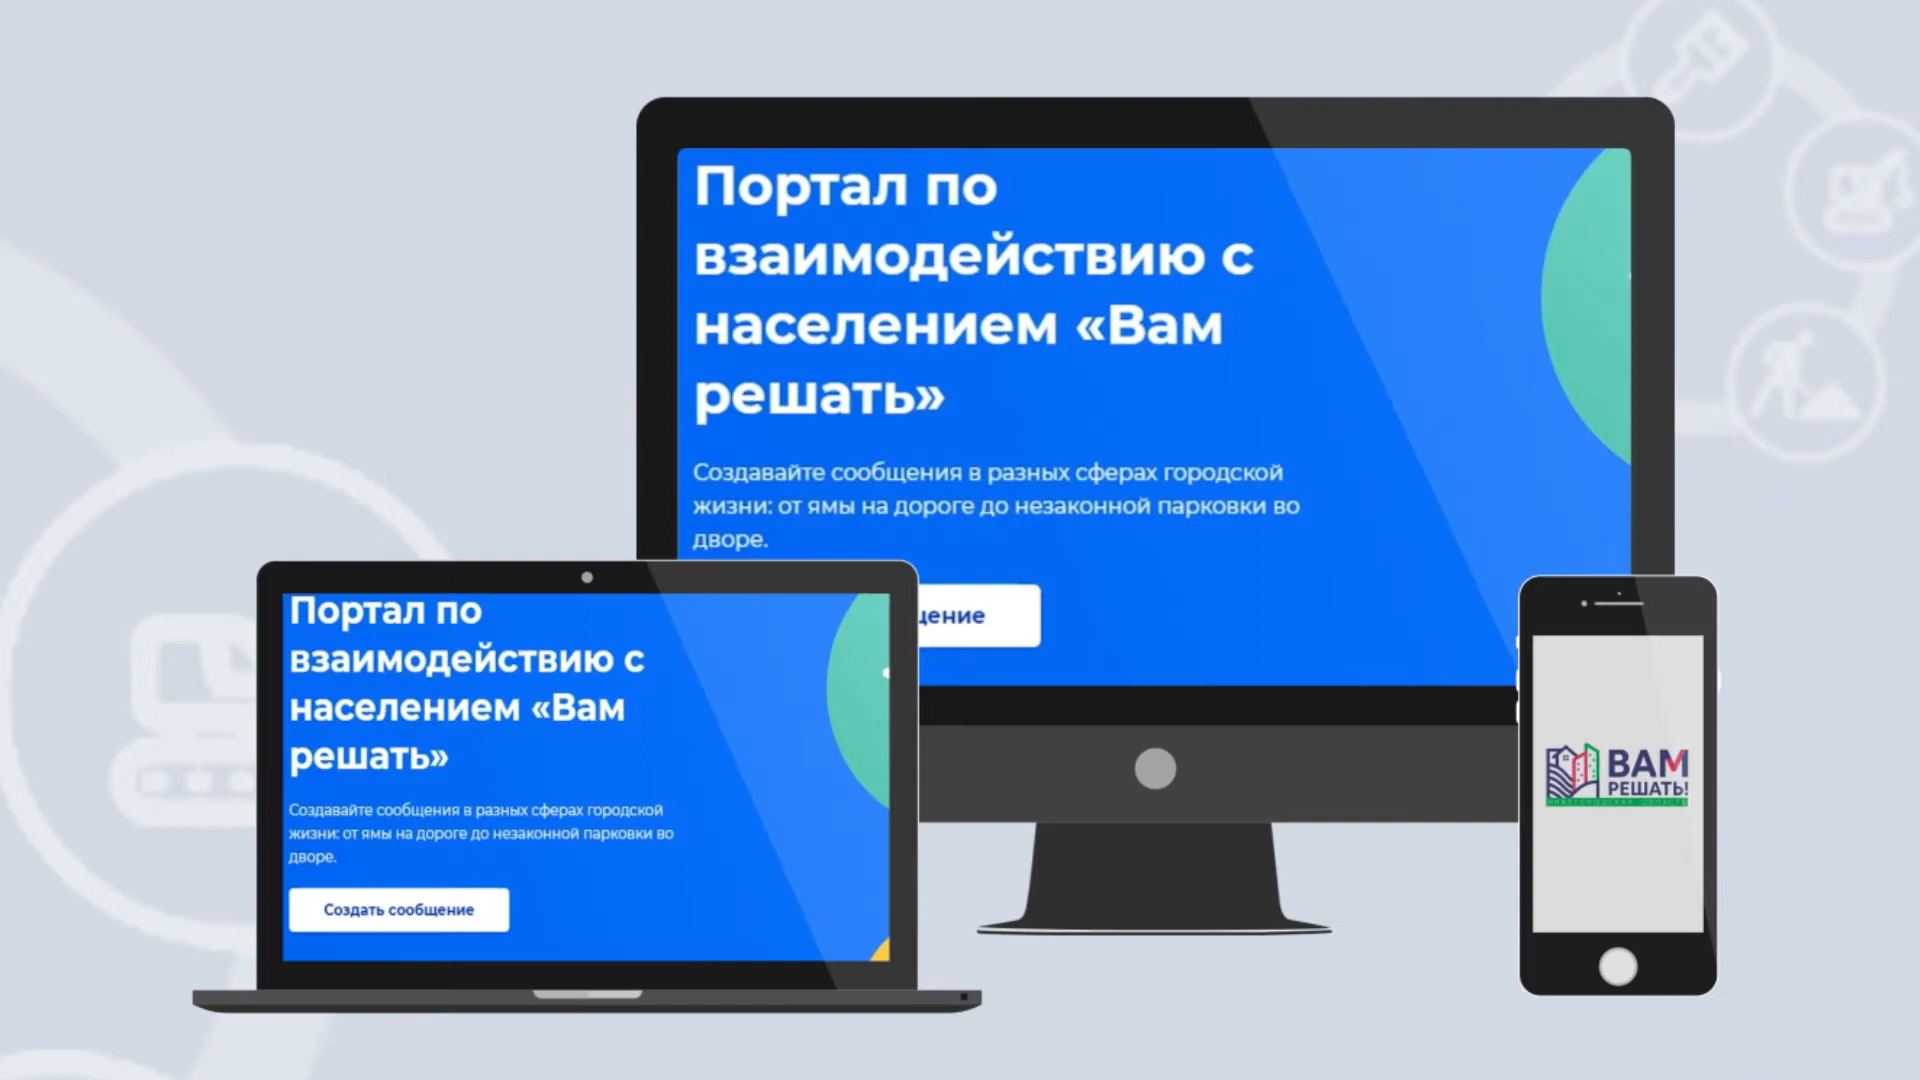 Портал по
взаимодействию с
населением «Вам
решать»
Создавайте сообщения в разных сферах городской
жизни: от ямы на дороге до незаконной парковки во
дворе.
щение
Портал по
взаимодействию с
населением «Вам
решать»
Создавайте сообщения в разных сферах городской
жизни: от ямы на дороге до незаконной парковки во
дворе.
Создать сообщение
ВАМ
РЕШАТЬ!
НИЖЕГОРОДСКАЯ ОБЛАСТЬ